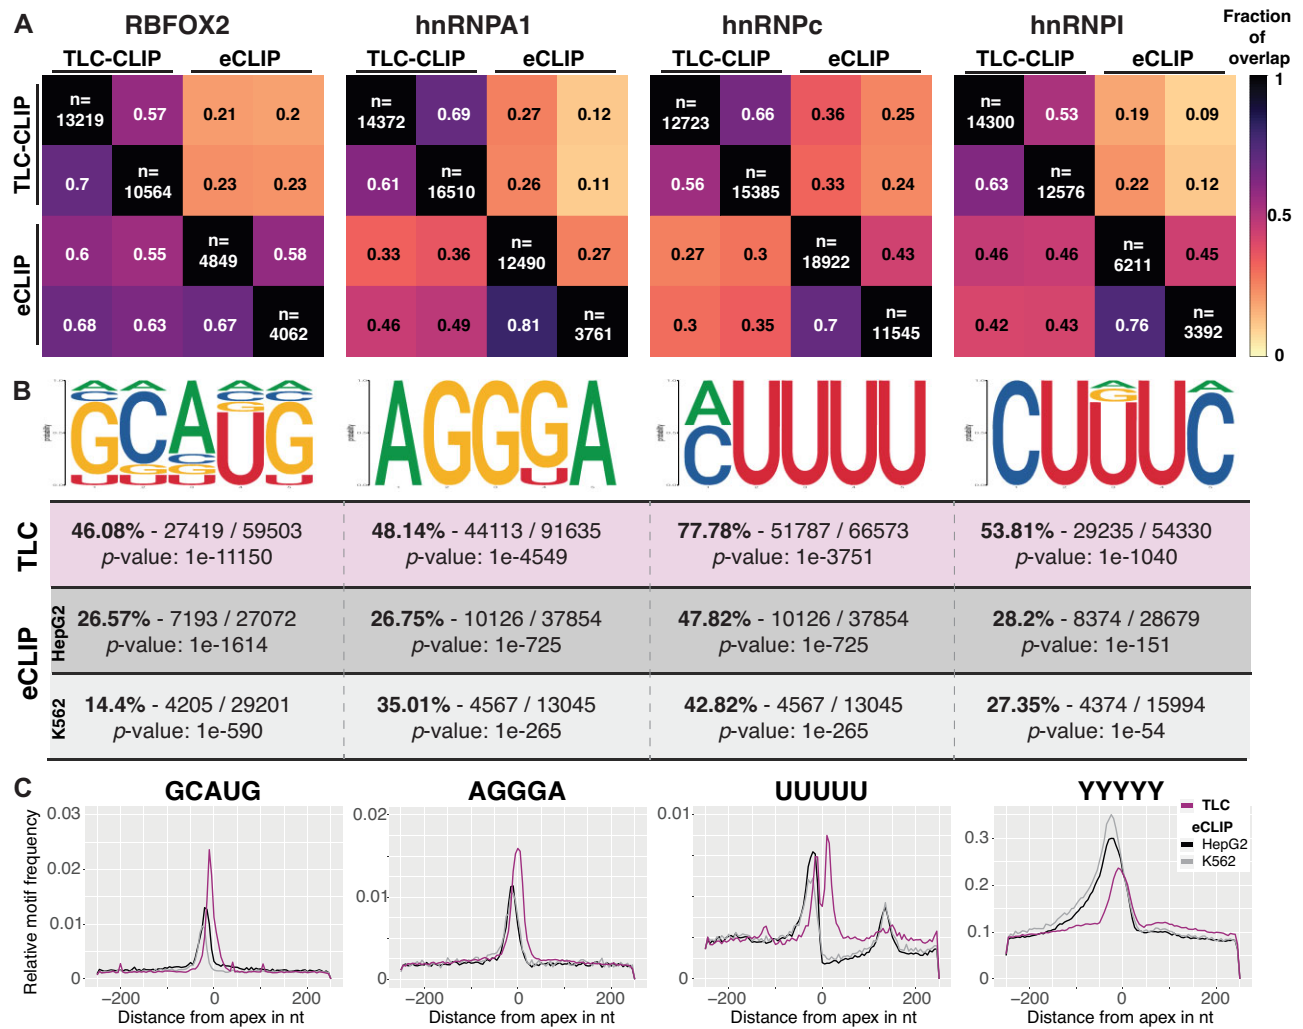 A
RBFOX2
hnRNPA1
hnRNPc
hnRNPI
Fraction
of
overlap
TLC-CLIP eCLIP
TLC-CLIP eCLIP
TLC-CLIP eCLIP
TLC-CLIP eCLIP
TLC-CLIP
eCLIP
n=
13219 0.57 0.21 0.2
0.7 n=
10564 0.23 0.23
0.6 0.55 n=
4849 0.58
0.68 0.63 0.67 n=
4062
n=
14372 0.69 0.27 0.12
0.61 n=
16510 0.26 0.11
0.33 0.36 n=
12490 0.27
0.46 0.49 0.81 n=
3761
n=
12723 0.66 0.36 0.25
0.56 n=
15385 0.33 0.24
0.27 0.3 n=
18922 0.43
0.3 0.35 0.7 n=
11545
n=
14300 0.53 0.19 0.09
0.63 n=
12576 0.22 0.12
0.46 0.46 n=
6211 0.45
0.42 0.43 0.76 n=
3392
1
0.5
0
B
GCAUG
AGGGA
CUUUU
CUUUC
TLC
46.08% - 27419 / 59503
p-value: 1e-11150
48.14% - 44113 / 91635
p-value: 1e-4549
77.78% - 51787 / 66573
p-value: 1e-3751
53.81% - 29235 / 54330
p-value: 1e-1040
eCLIP
HepG2
26.57% - 7193 / 27072
p-value: 1e-1614
26.75% - 10126 / 37854
p-value: 1e-725
47.82% - 10126 / 37854
p-value: 1e-725
28.2% - 8374 / 28679
p-value: 1e-151
K562
14.4% - 4205 / 29201
p-value: 1e-590
35.01% - 4567 / 13045
p-value: 1e-265
42.82% - 4567 / 13045
p-value: 1e-265
27.35% - 4374 / 15994
p-value: 1e-54
C
Relative motif frequency
GCAUG
0.03
0.02
0.01
0
−200 0 200
Distance from apex in nt
AGGGA
0.02
0.01
0
−200 0 200
Distance from apex in nt
UUUUU
0.01
0
−200 0 200
Distance from apex in nt
YYYYY
TLC
eCLIP
HepG2
K562
0.3
0.2
0.1
0
−200 0 200
Distance from apex in nt